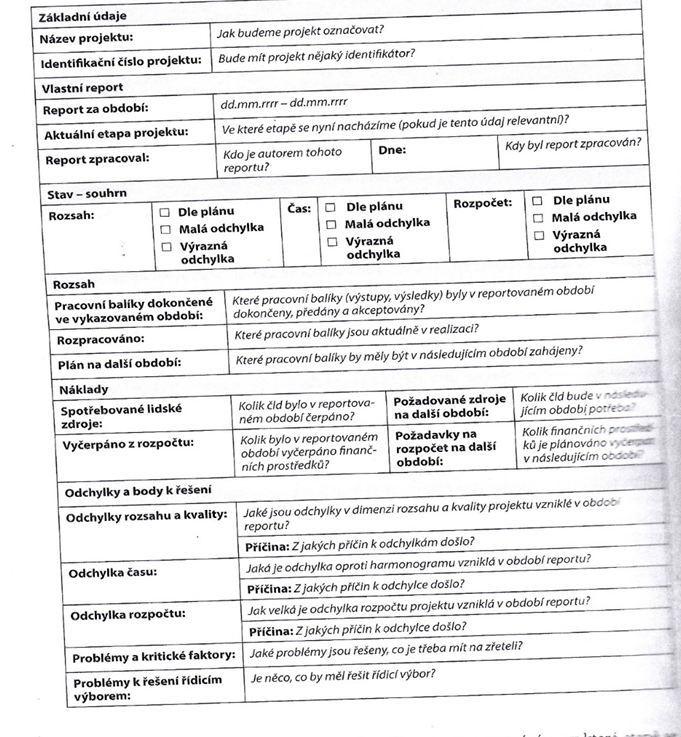 Základní údaje
Název projektu: Jak budeme projekt označovat?
Identifikační číslo projektu: Bude mít projekt nějaký identifikátor?
Vlastní report
Report za období: dd.mm.rrrr – dd.mm.rrrr
Aktuální etapa projektu: Ve které etapě se nyní nacházíme (pokud je tento údaj relevantní)?
Report zpracoval: Kdo je autorem tohoto
reportu?
Dne: Kdy byl report zpracován?
Stav – souhrn
Rozsah:
☐ Dle plánu
☐ Malá odchylka
☐ Výrazná
odchylka
Čas:
☐ Dle plánu
☐ Malá odchylka
☐ Výrazná
odchylka
Rozpočet:
☐ Dle plánu
☐ Malá odchylka
☐ Výrazná
odchylka
Rozsah
Pracovní balíky dokončené
ve vykazovaném období:
Které pracovní balíky (výstupy, výsledky) byly v reportovaném období
dokončeny, předány a akceptovány?
Rozpracováno: Které pracovní balíky jsou aktuálně v realizaci?
Plán na další období: Které pracovní balíky by měly být v následujícím období zahájeny?
Náklady
Spotřebované lidské
zdroje:
Kolik čld bylo v reportova-
ném období čerpáno?
Požadované zdroje
na další období:
Kolik čld bude v následu-
jícím období potřeba?
Vyčerpáno z rozpočtu:
Kolik bylo v reportovaném
období vyčerpáno finanč-
ních prostředků?
Požadavky na
rozpočet na další
období:
Kolik finančních prostřed-
ků je plánováno vyčerpat
v následujícím období?
Odchylky a body k řešení
Odchylky rozsahu a kvality:
Jaké jsou odchylky v dimenzi rozsahu a kvality projektu vzniklé v období
reportu?
Příčina: Z jakých příčin k odchylkám došlo?
Odchylka času:
Jaká je odchylka oproti harmonogramu vzniklá v období reportu?
Příčina: Z jakých příčin k odchylce došlo?
Odchylka rozpočtu:
Jak velká je odchylka rozpočtu projektu vzniklá v období reportu?
Příčina: Z jakých příčin k odchylce došlo?
Problémy a kritické faktory: Jaké problémy jsou řešeny, co je třeba mít na zřeteli?
Problémy k řešení řídicím
výborem:
Je něco, co by měl řešit řídicí výbor?